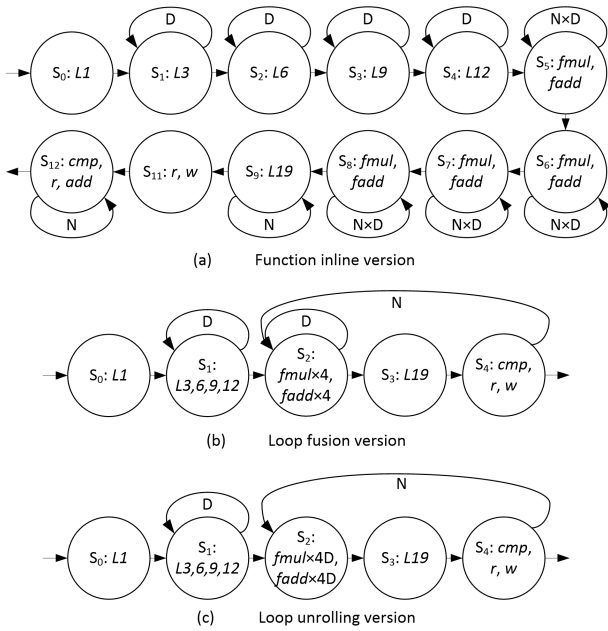 D
D
D
D
N×D
S₀: L1
S₁: L3
S₂: L6
S₃: L9
S₄: L12
S₅: fmul,
fadd
S₁₂: cmp,
r, add
S₁₁: r, w
S₉: L19
S₈: fmul,
fadd
S₇: fmul,
fadd
S₆: fmul,
fadd
N
N
N×D
N×D
N×D
(a) Function inline version
N
D
D
S₀: L1
S₁:
L3,6,9,12
S₂:
fmul×4,
fadd×4
S₃: L19
S₄: cmp,
r, w
(b) Loop fusion version
N
D
S₀: L1
S₁:
L3,6,9,12
S₂:
fmul×4D,
fadd×4D
S₃: L19
S₄: cmp,
r, w
(c) Loop unrolling version